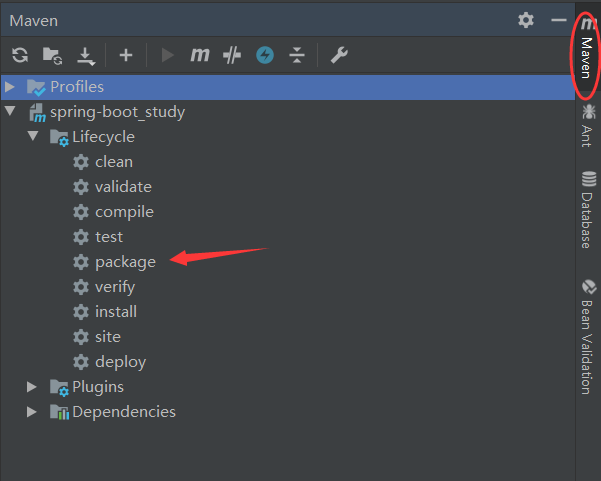 Maven
m
Profiles
spring-boot_study
Lifecycle
clean
validate
compile
test
package
verify
install
site
deploy
Plugins
Dependencies
Maven
Ant
Database
Bean Validation